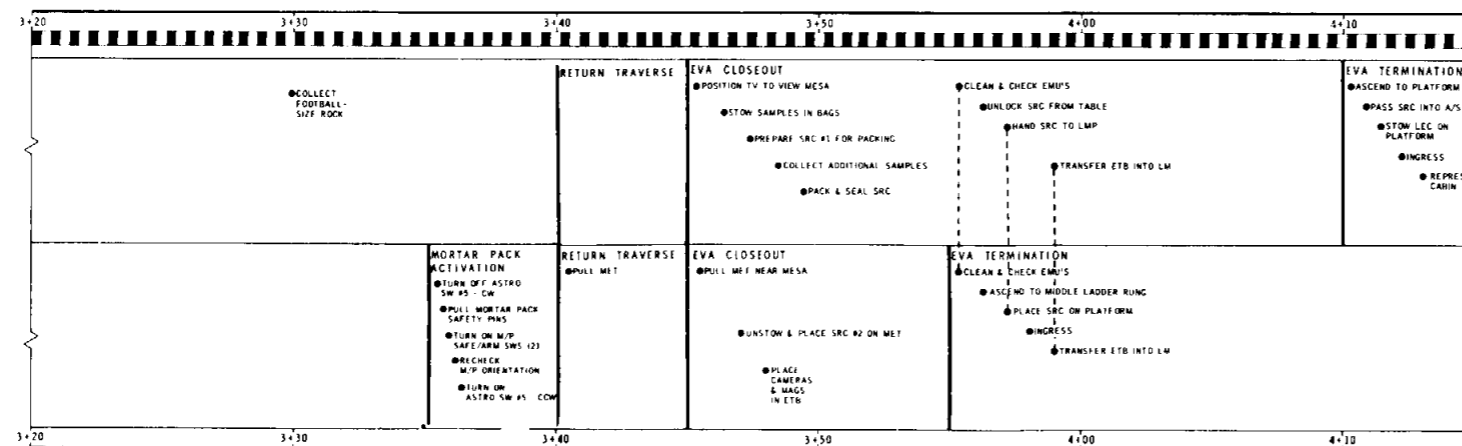 3+20 3+30 3+40 3+50 4+00 4+10
COLLECT
FOOTBALL-
SIZE ROCK
RETURN TRAVERSE
EVA CLOSEOUT
POSITION TV TO VIEW MESA
STOW SAMPLES IN BAGS
PREPARE SRC #1 FOR PACKING
COLLECT ADDITIONAL SAMPLES
PACK & SEAL SRC
CLEAN & CHECK EMU'S
UNLOCK SRC FROM TABLE
HAND SRC TO LMP
TRANSFER ETB INTO LM
EVA TERMINATION
ASCEND TO PLATFORM
PASS SRC INTO A/S
STOW LEC ON
PLATFORM
INGRESS
REPRES
CABIN
MORTAR PACK
ACTIVATION
TURN OFF ASTRO
SW #5 - CW
PULL MORTAR PACK
SAFETY PINS
TURN ON M/P
SAFE/ARM SWS (2)
RECHECK
M/P ORIENTATION
TURN ON
ASTRO SW #5 CCW
RETURN TRAVERSE
PULL MET
EVA CLOSEOUT
PULL MET NEAR MESA
UNSTOW & PLACE SRC #2 ON MET
PLACE
CAMERAS
& MAGS
IN ETB
EVA TERMINATION
CLEAN & CHECK EMU'S
ASCEND TO MIDDLE LADDER RUNG
PLACE SRC ON PLATFORM
INGRESS
TRANSFER ETB INTO LM
3+20 3+30 3+40 3+50 4+00 4+10